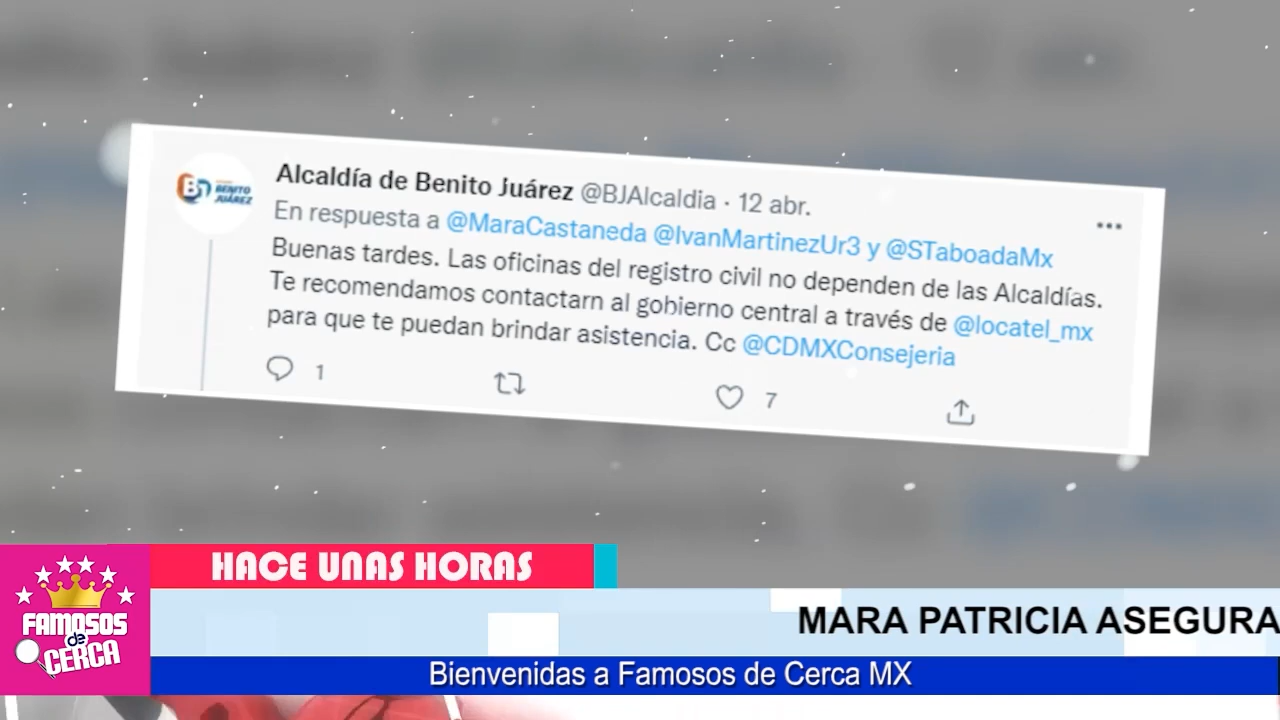 Alcaldía de Benito Juárez @BJAlcaldia · 12 abr.
BJ BENITO JUÁREZ
En respuesta a @MaraCastaneda @IvanMartinezUr3 y @STaboadaMx
Buenas tardes. Las oficinas del registro civil no dependen de las Alcaldías.
Te recomendamos contactarn al gobierno central a través de @locatel_mx
para que te puedan brindar asistencia. Cc @CDMXConsejeria
1
7
HACE UNAS HORAS
FAMOSOS
de
CERCA
MARA PATRICIA ASEGURA
Bienvenidas a Famosos de Cerca MX